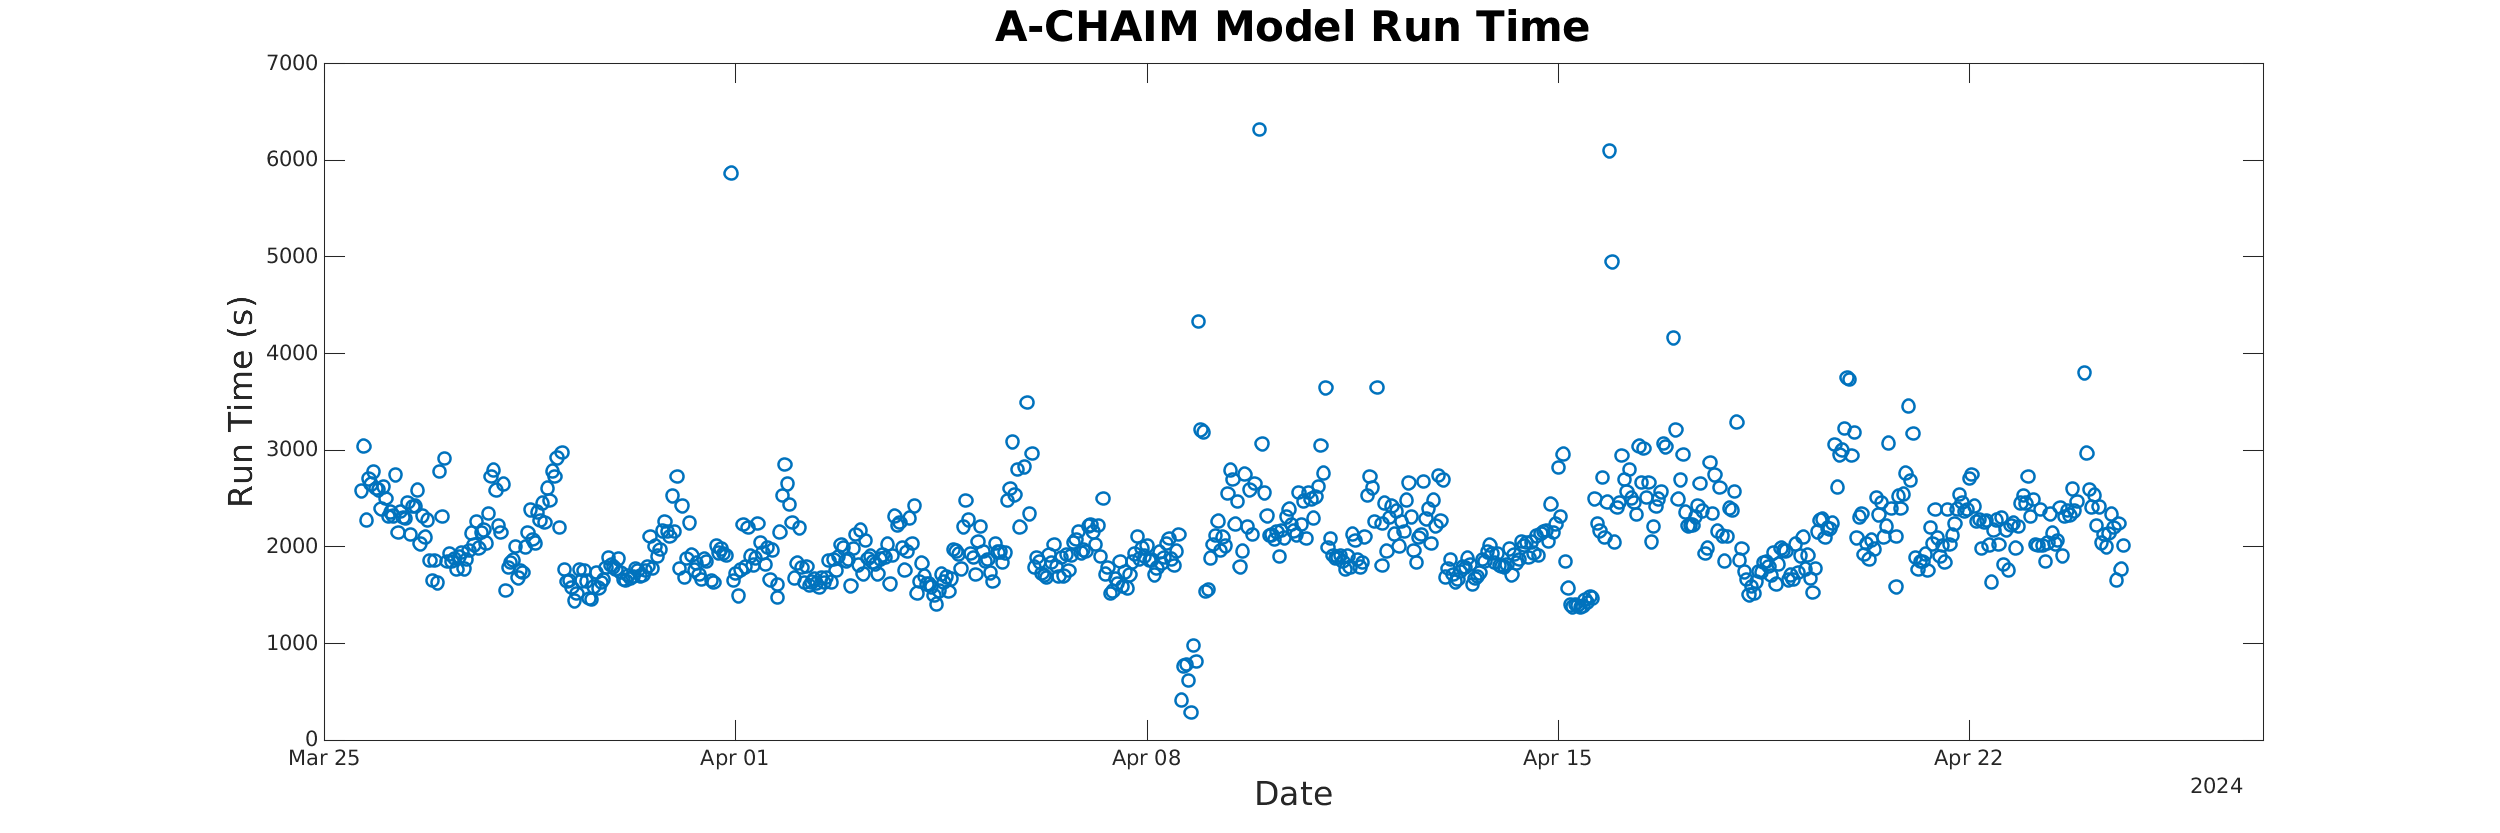 A-CHAIM Model Run Time
7000
6000
5000
4000
3000
2000
1000
0
Run Time (s)
Mar 25
Apr 01
Apr 08
Apr 15
Apr 22
2024
Date